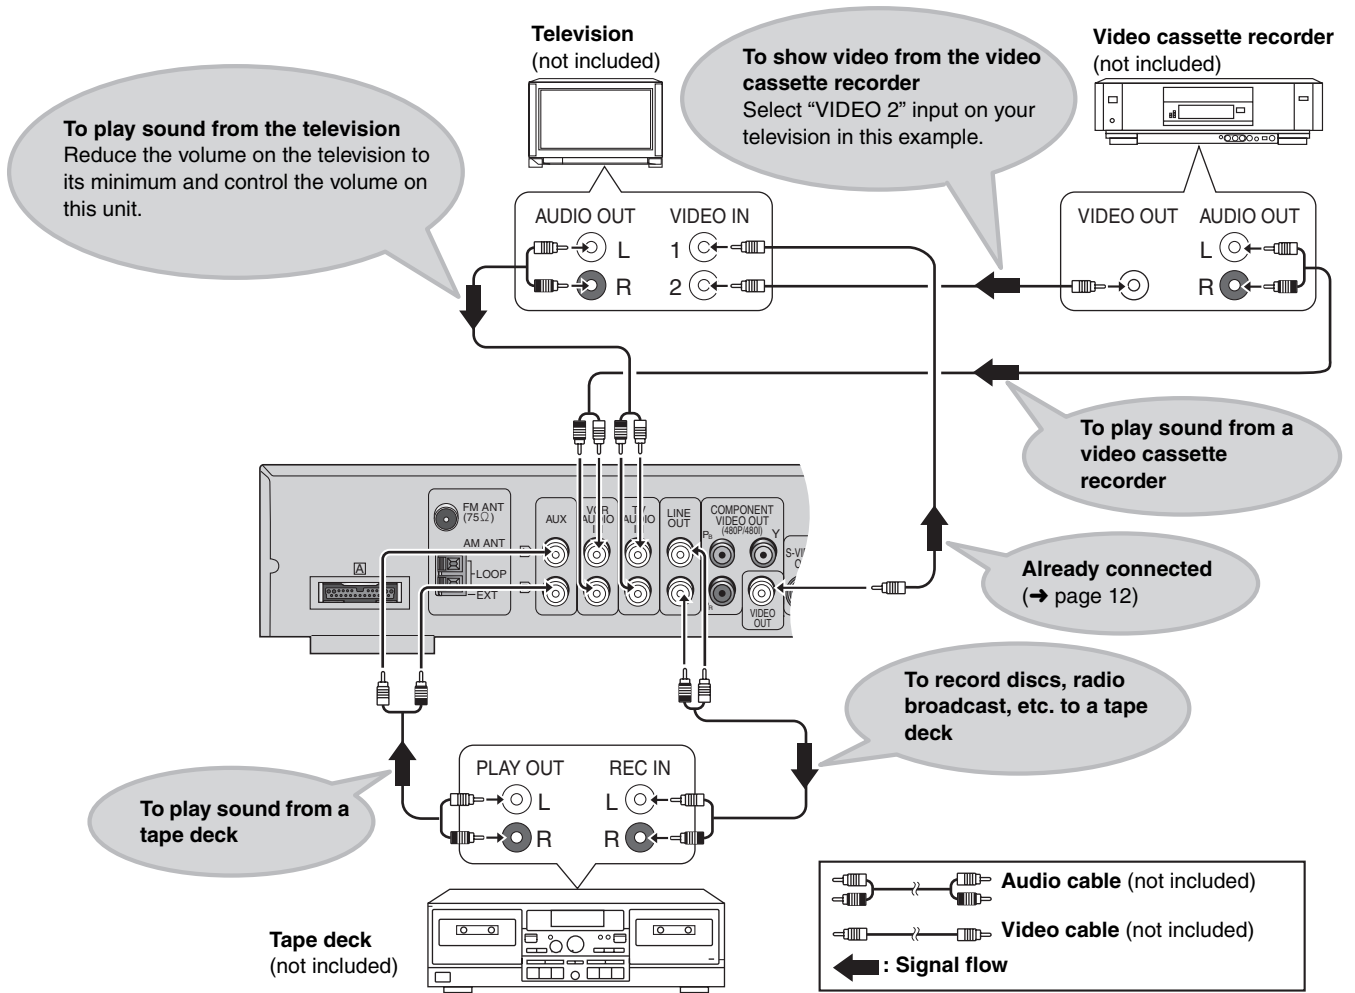 Television
(not included)
To show video from the video
cassette recorder
Select “VIDEO 2” input on your
television in this example.
Video cassette recorder
(not included)
To play sound from the television
Reduce the volume on the television to
its minimum and control the volume on
this unit.
AUDIO OUT
L
R
VIDEO IN
1
2
VIDEO OUT
AUDIO OUT
L
R
To play sound from a
video cassette
recorder
FM ANT
(75Ω)
AM ANT
LOOP
EXT
A
AUX
VCR
AUDIO
TV
AUDIO
LINE
OUT
COMPONENT
VIDEO OUT
(480P/480I)
PB
Y
R
VIDEO
OUT
Already connected
(➜ page 12)
To record discs, radio
broadcast, etc. to a tape
deck
To play sound from a
tape deck
PLAY OUT
L
R
REC IN
L
R
Tape deck
(not included)
Audio cable (not included)
Video cable (not included)
: Signal flow